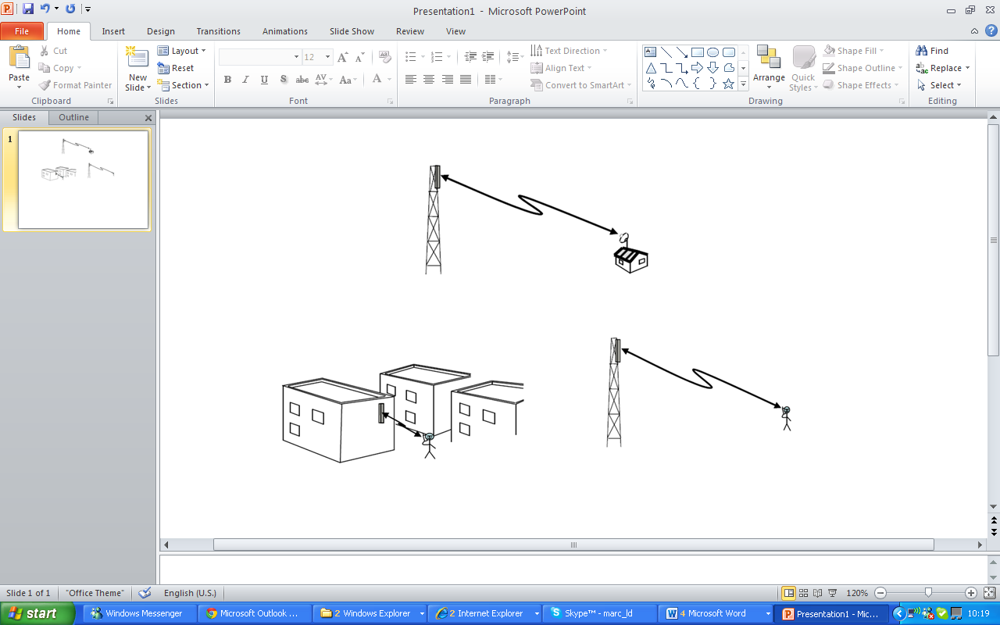 Presentation1 - Microsoft PowerPoint
File Home Insert Design Transitions Animations Slide Show Review View
Paste
Cut
Copy
Format Painter
Clipboard
New Slide
Layout
Reset
Section
Slides
12
B I U S abc AV Aa A
Font
Text Direction
Align Text
Convert to SmartArt
Paragraph
Arrange
Quick Styles
Shape Fill
Shape Outline
Shape Effects
Drawing
Find
Replace
Select
Editing
Slides Outline
1
Slide 1 of 1 "Office Theme" English (U.S.) 120%
start Windows Messenger Microsoft Outlook ... 2 Windows Explorer 2 Internet Explorer Skype™ - marc_ld 4 Microsoft Word Presentation1 - Mic... 10:19